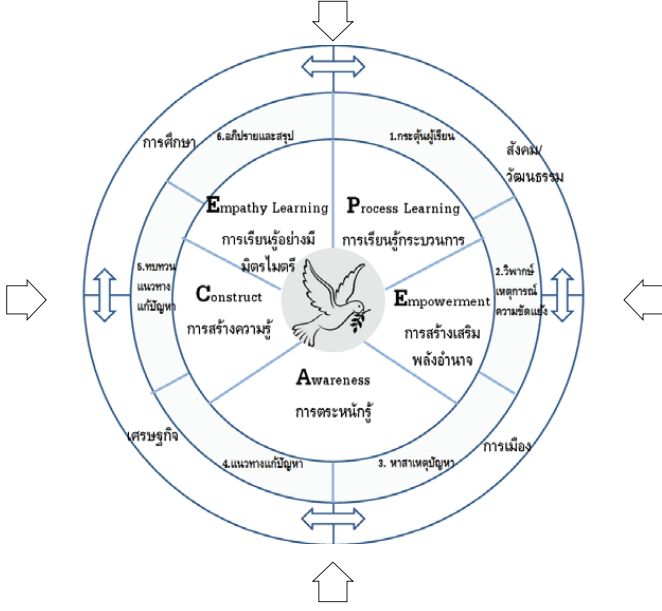 การศึกษา
6.อภิปรายและสรุป
1.กระตุ้นผู้เรียน
สังคม/
วัฒนธรรม
Empathy Learning
การเรียนรู้อย่างมี
มิตรไมตรี
Process Learning
การเรียนรู้กระบวนการ
5.ทบทวน
แนวทาง
แก้ปัญหา
Construct
การสร้างความรู้
Empowerment
การสร้างเสริม
พลังอำนาจ
2.วิพากษ์
เหตุการณ์
ความขัดแย้ง
Awareness
การตระหนักรู้
เศรษฐกิจ
4.แนวทางแก้ปัญหา
3. หาสาเหตุปัญหา
การเมือง